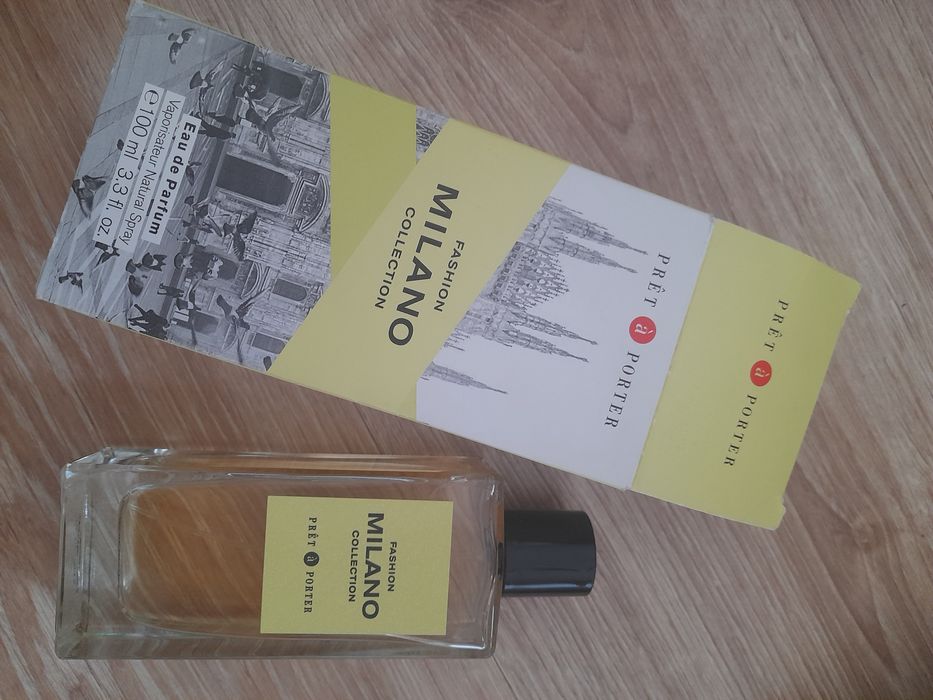 PRÊT à PORTER
PRÊT à PORTER
FASHION
MILANO
COLLECTION
Eau de Parfum
Vaporisateur Natural Spray
℮100 ml 3.3 fl. oz.
FASHION
MILANO
COLLECTION
PRÊT à PORTER